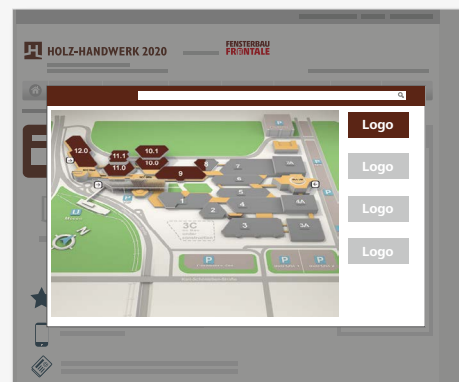 HOLZ-HANDWERK 2020
FENSTERBAU
FRONTALE
Logo
Logo
Logo
Logo
12.0
11.1
11.0
10.1
10.0
9
8
7
6
5
4
4A
3
3A
2
1
3C
P
P
P
P
P
U
N